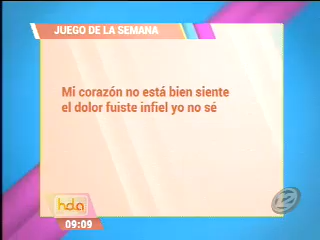 JUEGO DE LA SEMANA
Mi corazón no está bien siente
el dolor fuiste infiel yo no sé
hda
09:09
12